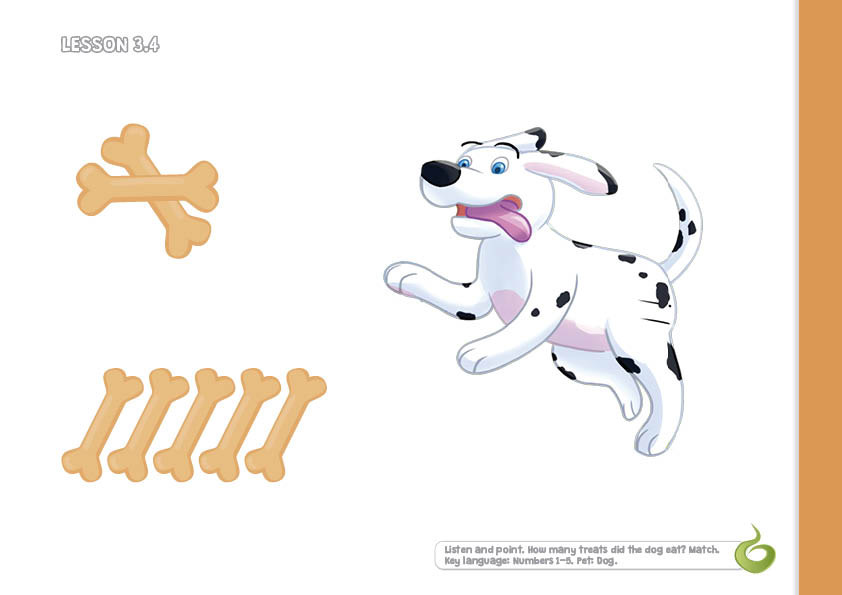 LESSON 3.4
Listen and point. How many treats did the dog eat? Match.
Key language: Numbers 1–5. Pet: Dog.
6